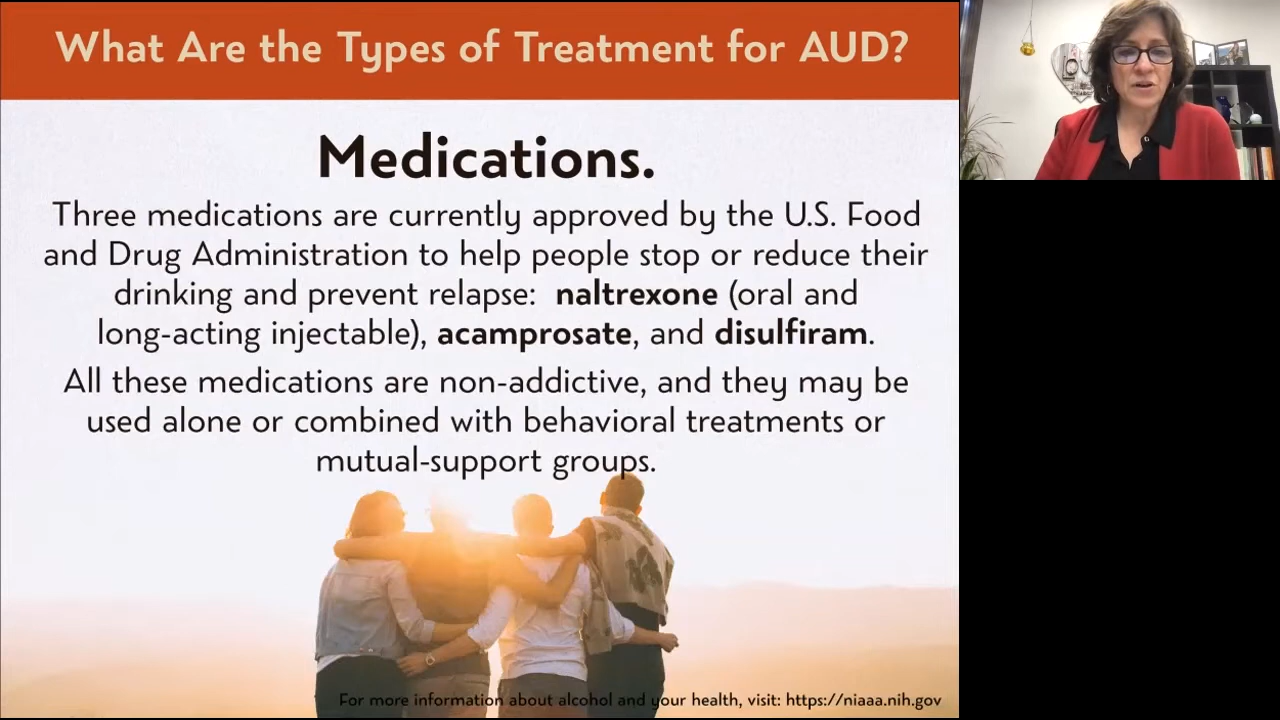 What Are the Types of Treatment for AUD?
Medications.
Three medications are currently approved by the U.S. Food
and Drug Administration to help people stop or reduce their
drinking and prevent relapse: naltrexone (oral and
long-acting injectable), acamprosate, and disulfiram.
All these medications are non-addictive, and they may be
used alone or combined with behavioral treatments or
mutual-support groups.
For more information about alcohol and your health, visit: https://niaaa.nih.gov